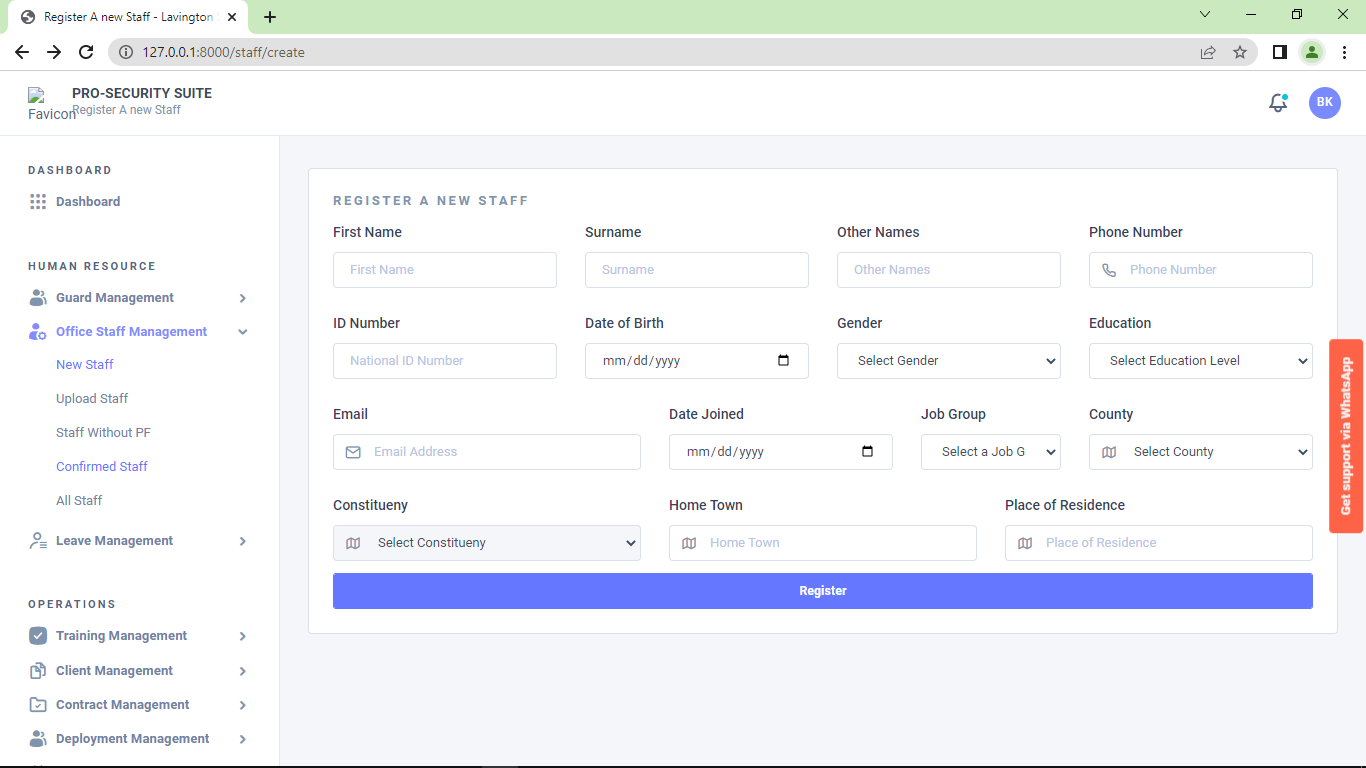 Register A new Staff - Lavington
127.0.0.1:8000/staff/create
Favicon
PRO-SECURITY SUITE
Register A new Staff
BK
DASHBOARD
Dashboard
HUMAN RESOURCE
Guard Management
Office Staff Management
New Staff
Upload Staff
Staff Without PF
Confirmed Staff
All Staff
Leave Management
OPERATIONS
Training Management
Client Management
Contract Management
Deployment Management
REGISTER A NEW STAFF
First Name Surname Other Names Phone Number
First Name Surname Other Names Phone Number
ID Number Date of Birth Gender Education
National ID Number mm/dd/yyyy Select Gender Select Education Level
Email Date Joined Job Group County
Email Address mm/dd/yyyy Select a Job G Select County
Constitueny Home Town Place of Residence
Select Constitueny Home Town Place of Residence
Register
Get support via WhatsApp